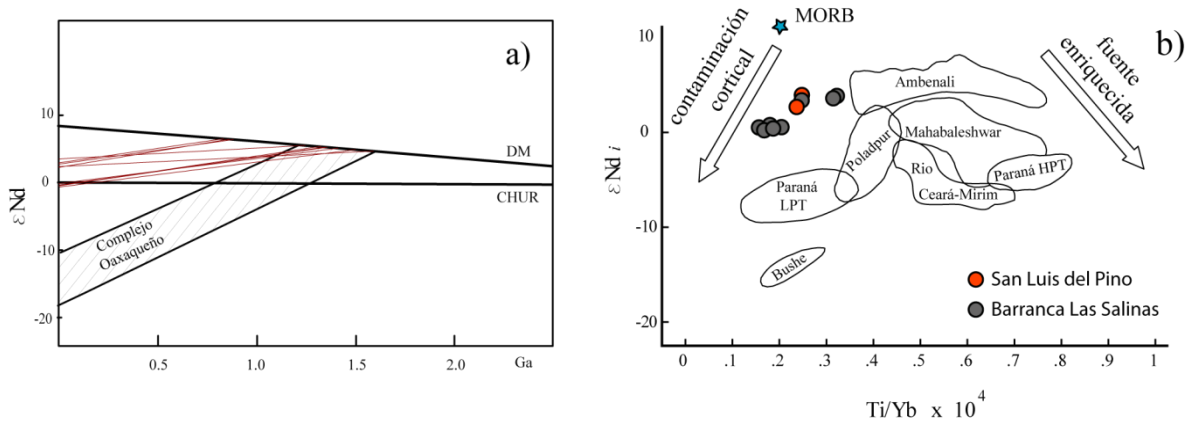 a)
10
0
-10
-20
εNd
DM
CHUR
Complejo
Oaxaqueño
0.5
1.0
1.5
2.0
Ga
b)
MORB
contaminación
cortical
fuente
enriquecida
10
0
-10
-20
εNd i
Ambenali
Poladpur
Mahabaleshwar
Rio
Ceará-Mirim
Paraná HPT
Paraná
LPT
Bushe
San Luis del Pino
Barranca Las Salinas
0 .1 .2 .3 .4 .5 .6 .7 .8 .9 1
Ti/Yb x 10⁴